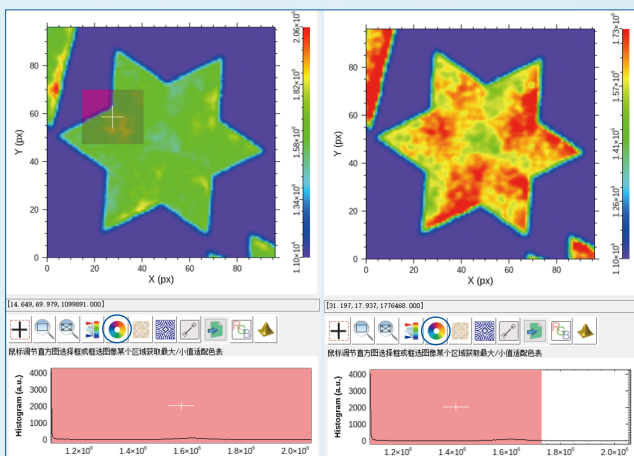 80
60
40
20
0
Y (px)
0 20 40 60 80
X (px)
2.06×10⁶
1.82×10⁶
1.58×10⁶
1.34×10⁶
1.10×10⁶
[14.649, 69.979, 1099891.000]
鼠标调节直方图选择框或框选图像某个区域获取最大/小值适配色表
Histogram (a.u.)
4000
3000
2000
1000
0
1.2×10⁶ 1.4×10⁶ 1.6×10⁶ 1.8×10⁶ 2.0×10⁶
80
60
40
20
0
Y (px)
0 20 40 60 80
X (px)
1.73×10⁶
1.57×10⁶
1.41×10⁶
1.26×10⁶
1.10×10⁶
[31.197, 17.937, 1776468.000]
RGB
鼠标调节直方图选择框或框选图像某个区域获取最大/小值适配色表
Histogram (a.u.)
4000
3000
2000
1000
0
1.2×10⁶ 1.4×10⁶ 1.6×10⁶ 1.8×10⁶ 2.0×10⁶